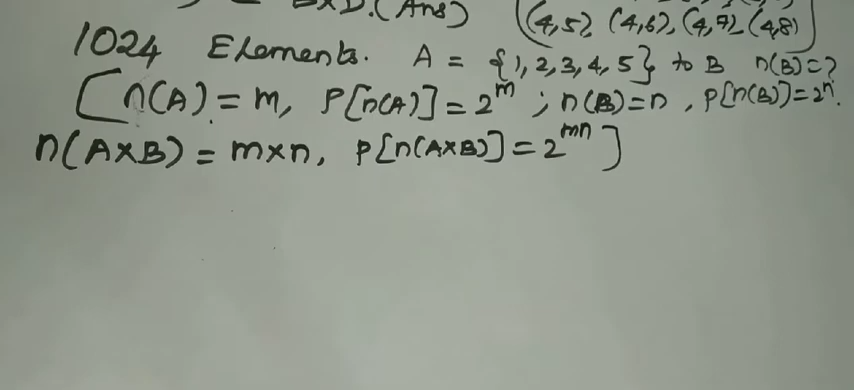 B×D. (Ans) (4,5), (4,6), (4,7), (4,8)
1024 Elements. A = {1,2,3,4,5} to B n(B)=?
[n(A) = m, P[n(A)] = 2^m ; n(B) = n, P[n(B)] = 2^n.
n(A×B) = m×n, P[n(A×B)] = 2^mn]